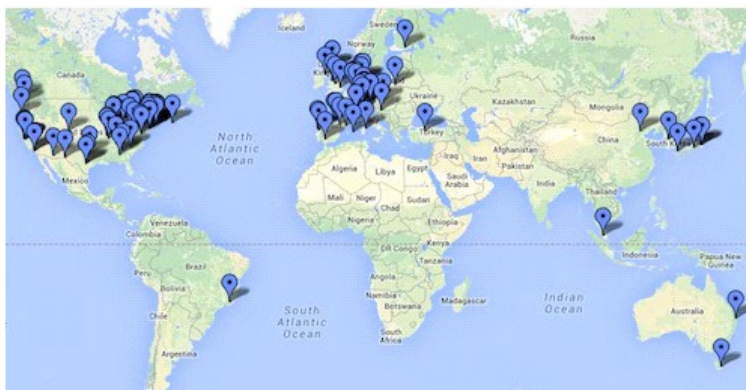 Iceland
Sweden
Norway
Russia
Canada
Ukraine
Kazakhstan
Mongolia
Turkey
North
Atlantic
Ocean
China
South Korea
Afghanistan
Iraq
Iran
Pakistan
Algeria
Libya
Egypt
Saudi
Arabia
Mexico
India
Thailand
Mali
Niger
Sudan
Chad
Nigeria
Ethiopia
Venezuela
Colombia
DR Congo
Kenya
Indonesia
Papua New
Guinea
Tanzania
Peru
Brazil
Angola
Bolivia
Namibia
Botswana
Madagascar
Indian
Ocean
South
Atlantic
Ocean
Australia
Chile
South
Africa
Argentina